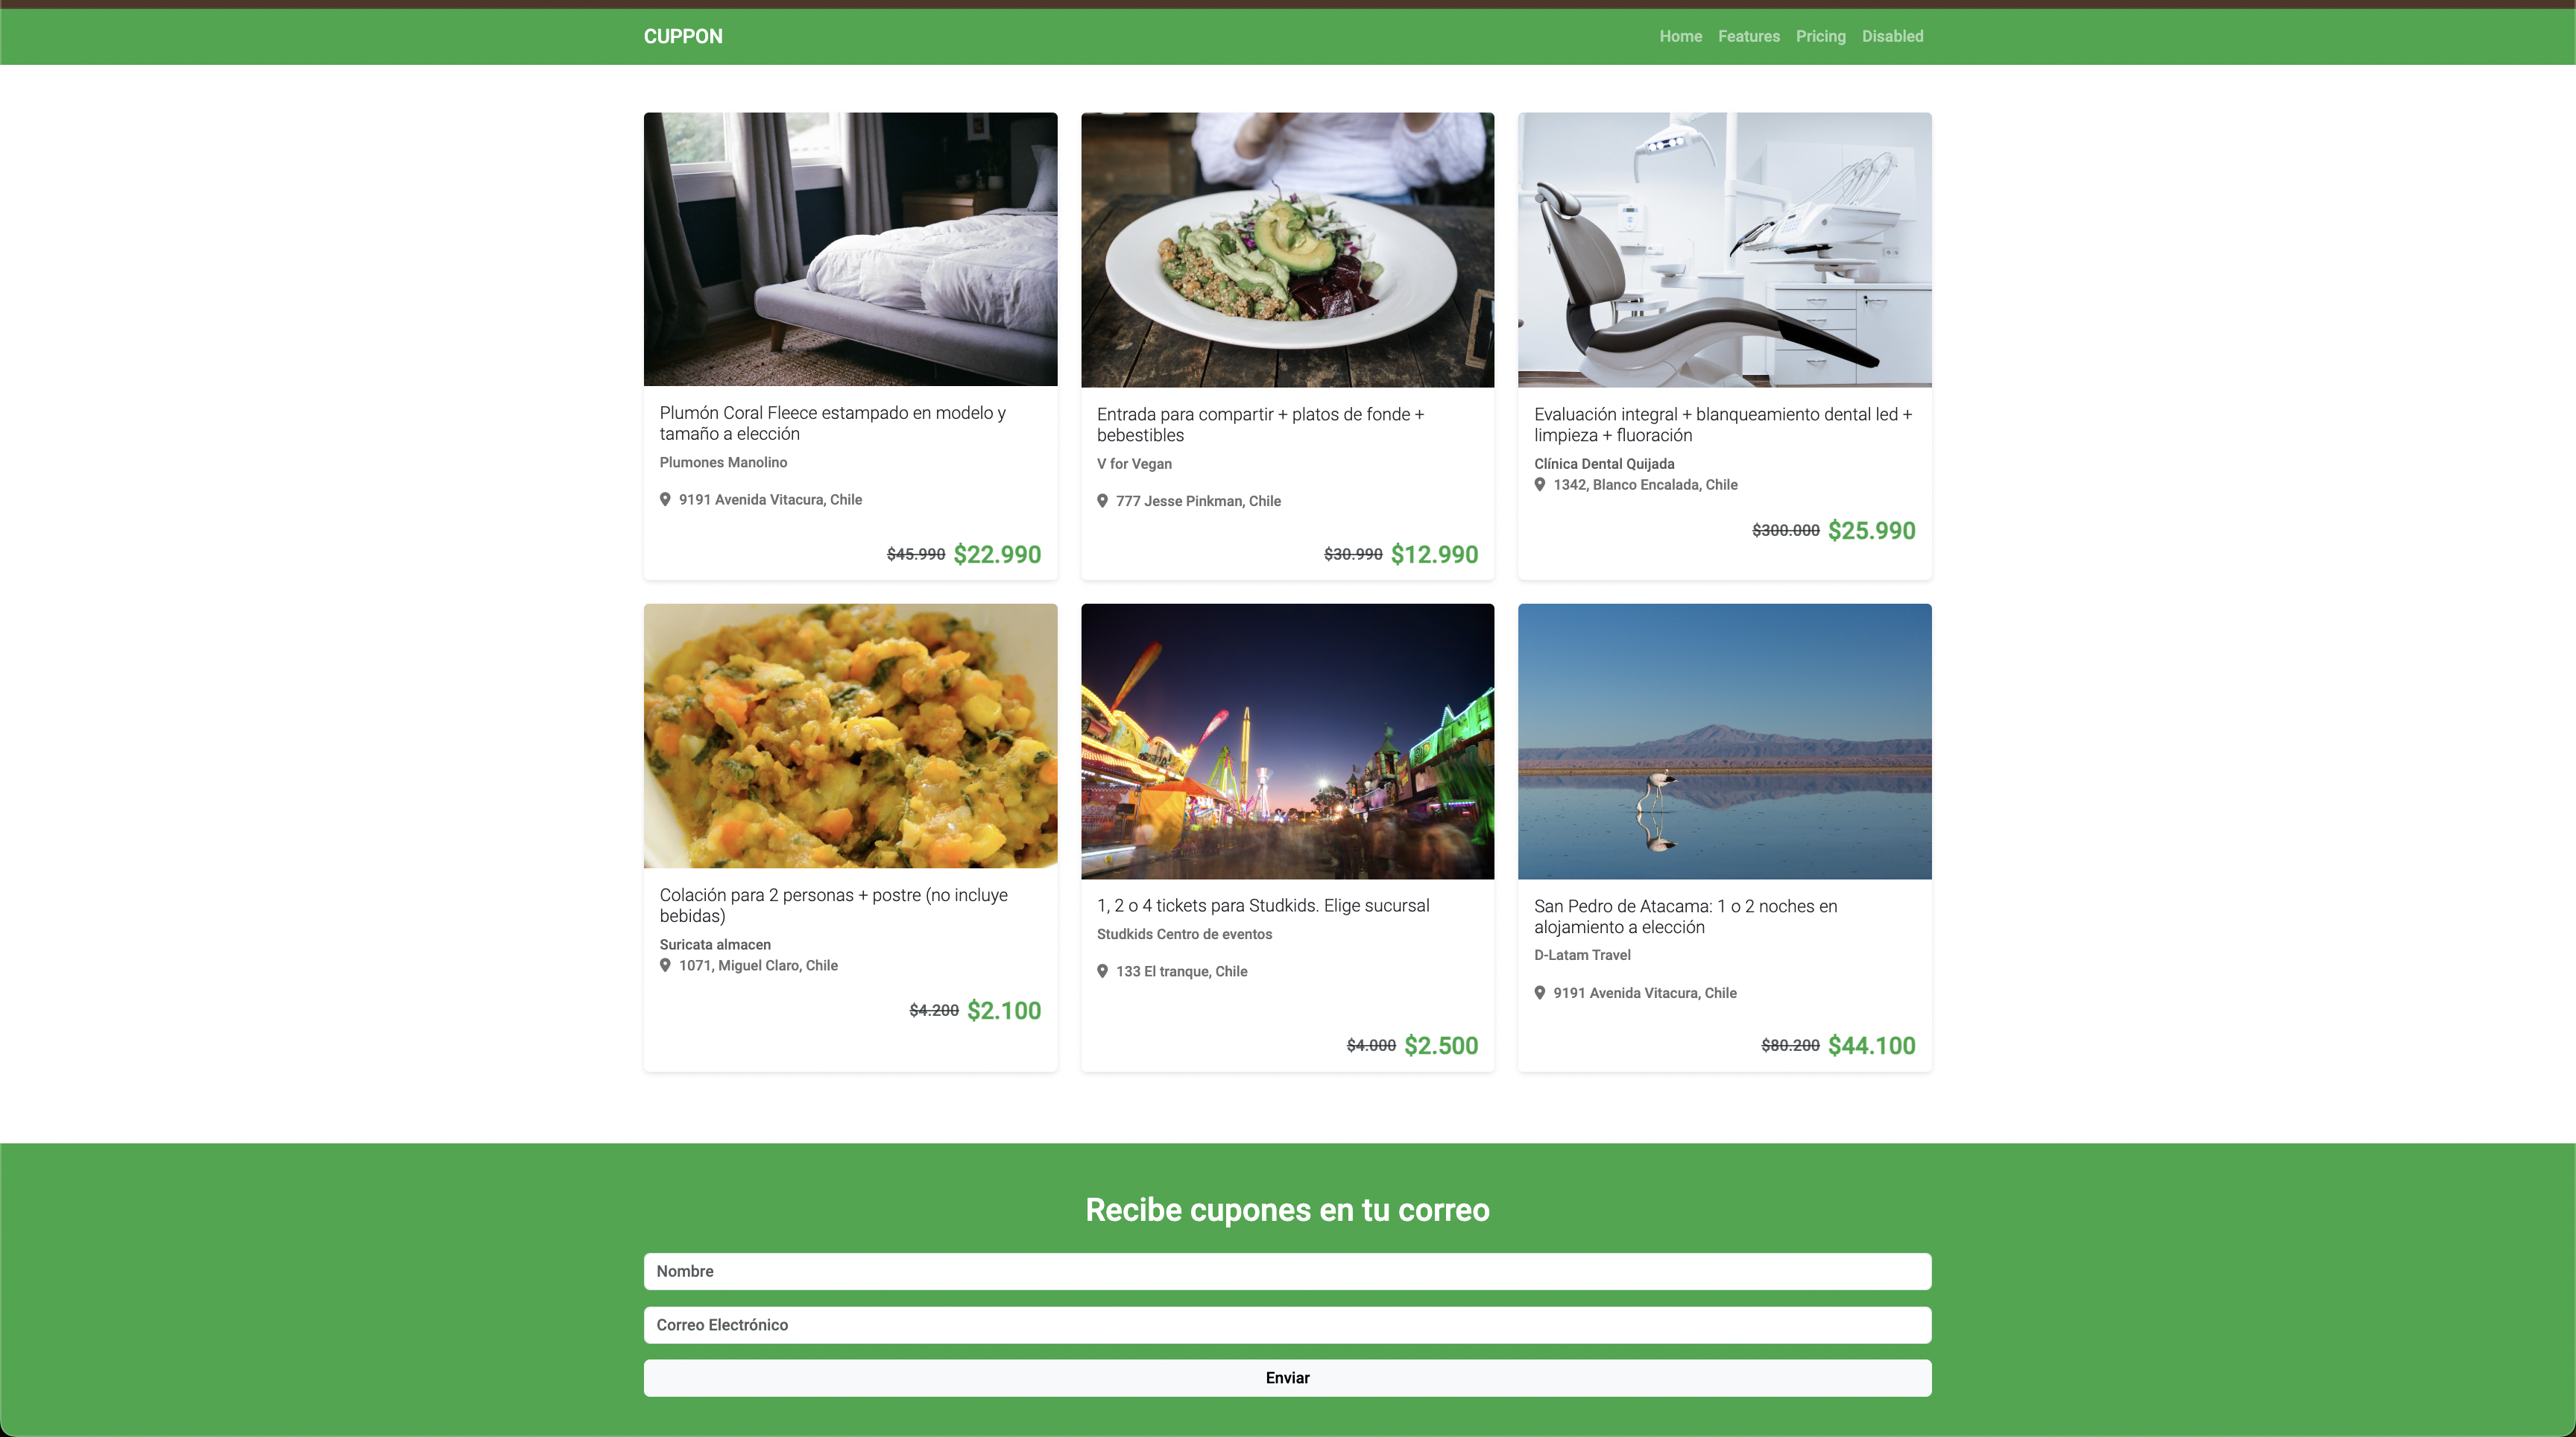 CUPPON
Home Features Pricing Disabled
Plumón Coral Fleece estampado en modelo y
tamaño a elección
Plumones Manolino
9191 Avenida Vitacura, Chile
$45.990 $22.990
Entrada para compartir + platos de fonde +
bebestibles
V for Vegan
777 Jesse Pinkman, Chile
$30.990 $12.990
Evaluación integral + blanqueamiento dental led +
limpieza + fluoración
Clínica Dental Quijada
1342, Blanco Encalada, Chile
$300.000 $25.990
Colación para 2 personas + postre (no incluye
bebidas)
Suricata almacen
1071, Miguel Claro, Chile
$4.200 $2.100
1, 2 o 4 tickets para Studkids. Elige sucursal
Studkids Centro de eventos
133 El tranque, Chile
$4.000 $2.500
San Pedro de Atacama: 1 o 2 noches en
alojamiento a elección
D-Latam Travel
9191 Avenida Vitacura, Chile
$80.200 $44.100
Recibe cupones en tu correo
Nombre
Correo Electrónico
Enviar